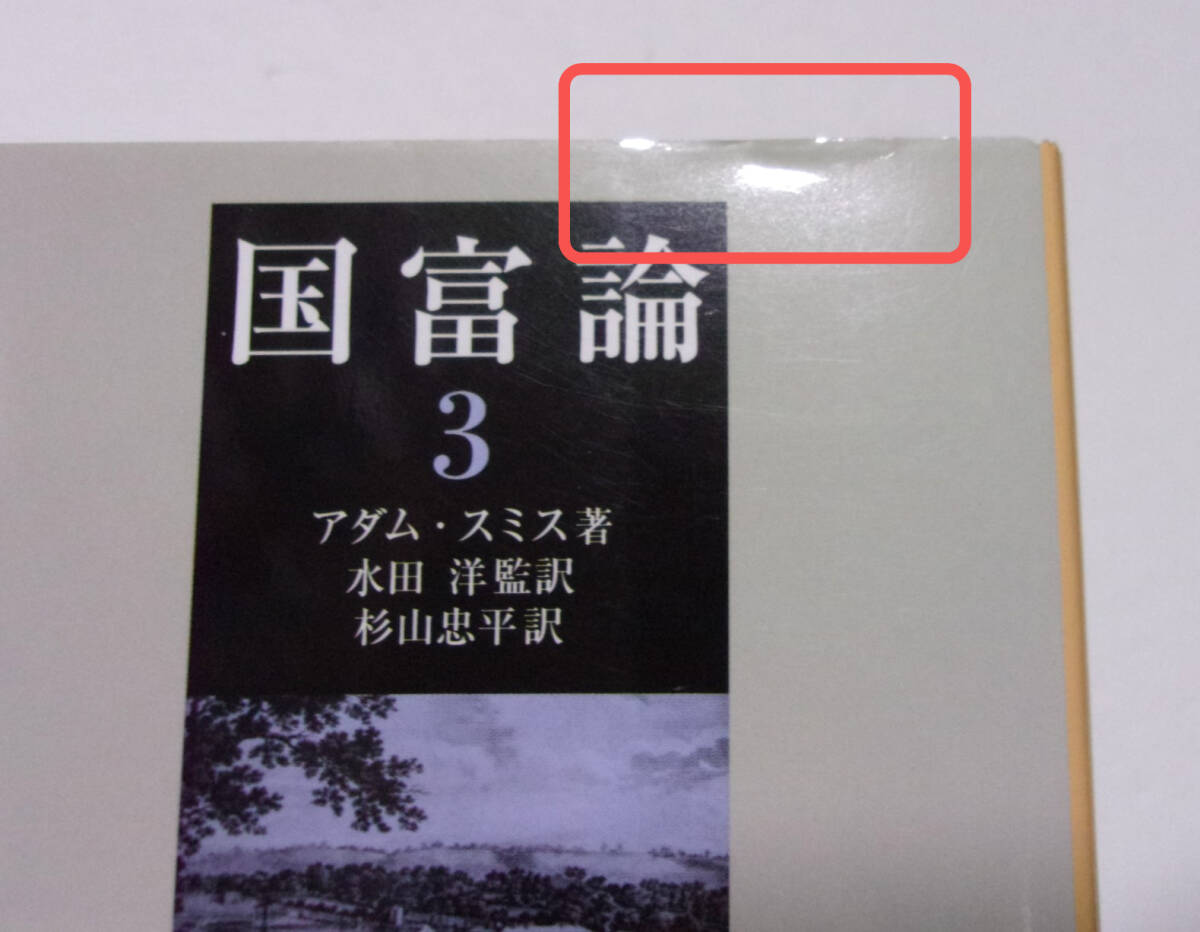 国富論
3
アダム・スミス著
水田 洋監訳
杉山忠平訳